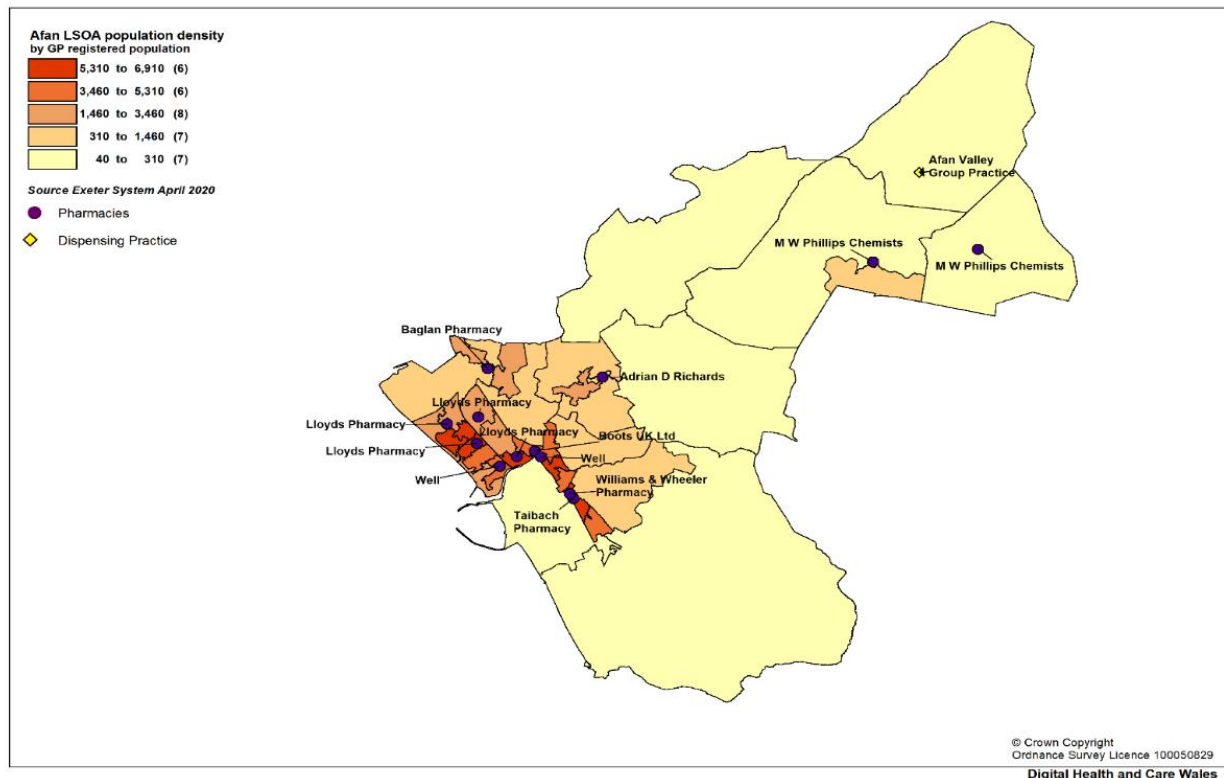 Afan LSOA population density
by GP registered population
5,310 to 6,910 (6)
3,460 to 5,310 (6)
1,460 to 3,460 (8)
310 to 1,460 (7)
40 to 310 (7)
Source Exeter System April 2020
Pharmacies
Dispensing Practice
Afan Valley
Group Practice
M W Phillips Chemists
M W Phillips Chemists
Baglan Pharmacy
Adrian D Richards
Lloyds Pharmacy
Lloyds Pharmacy
Lloyds Pharmacy
Boots UK Ltd
Lloyds Pharmacy
Well
Well
Williams & Wheeler
Pharmacy
Taibach
Pharmacy
© Crown Copyright
Ordnance Survey Licence 100050829
Digital Health and Care Wales